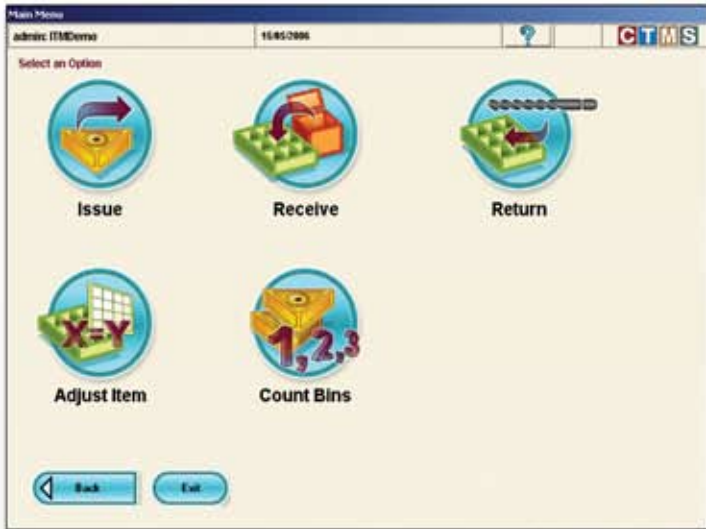 Main Menu
admin: ITMDemo 15/05/2006 ? CTMS
Select an Option
Issue Receive Return
X=Y 1,2,3
Adjust Item Count Bins
Back Exit